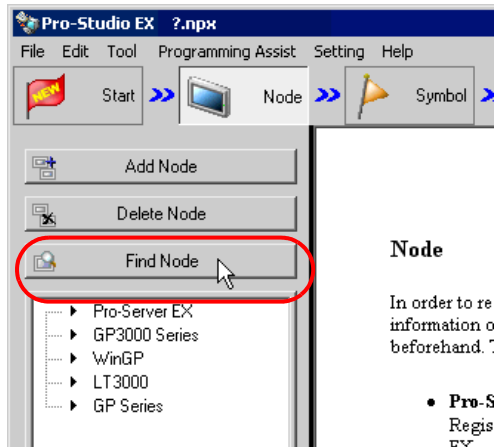 Pro-Studio EX ?.npx
File Edit Tool Programming Assist Setting Help
NEW Start Node Symbol
Add Node
Delete Node
Find Node
Pro-Server EX
GP3000 Series
WinGP
LT3000
GP Series
Node
In order to re
information o
beforehand. T
• Pro-S
Regis
EX